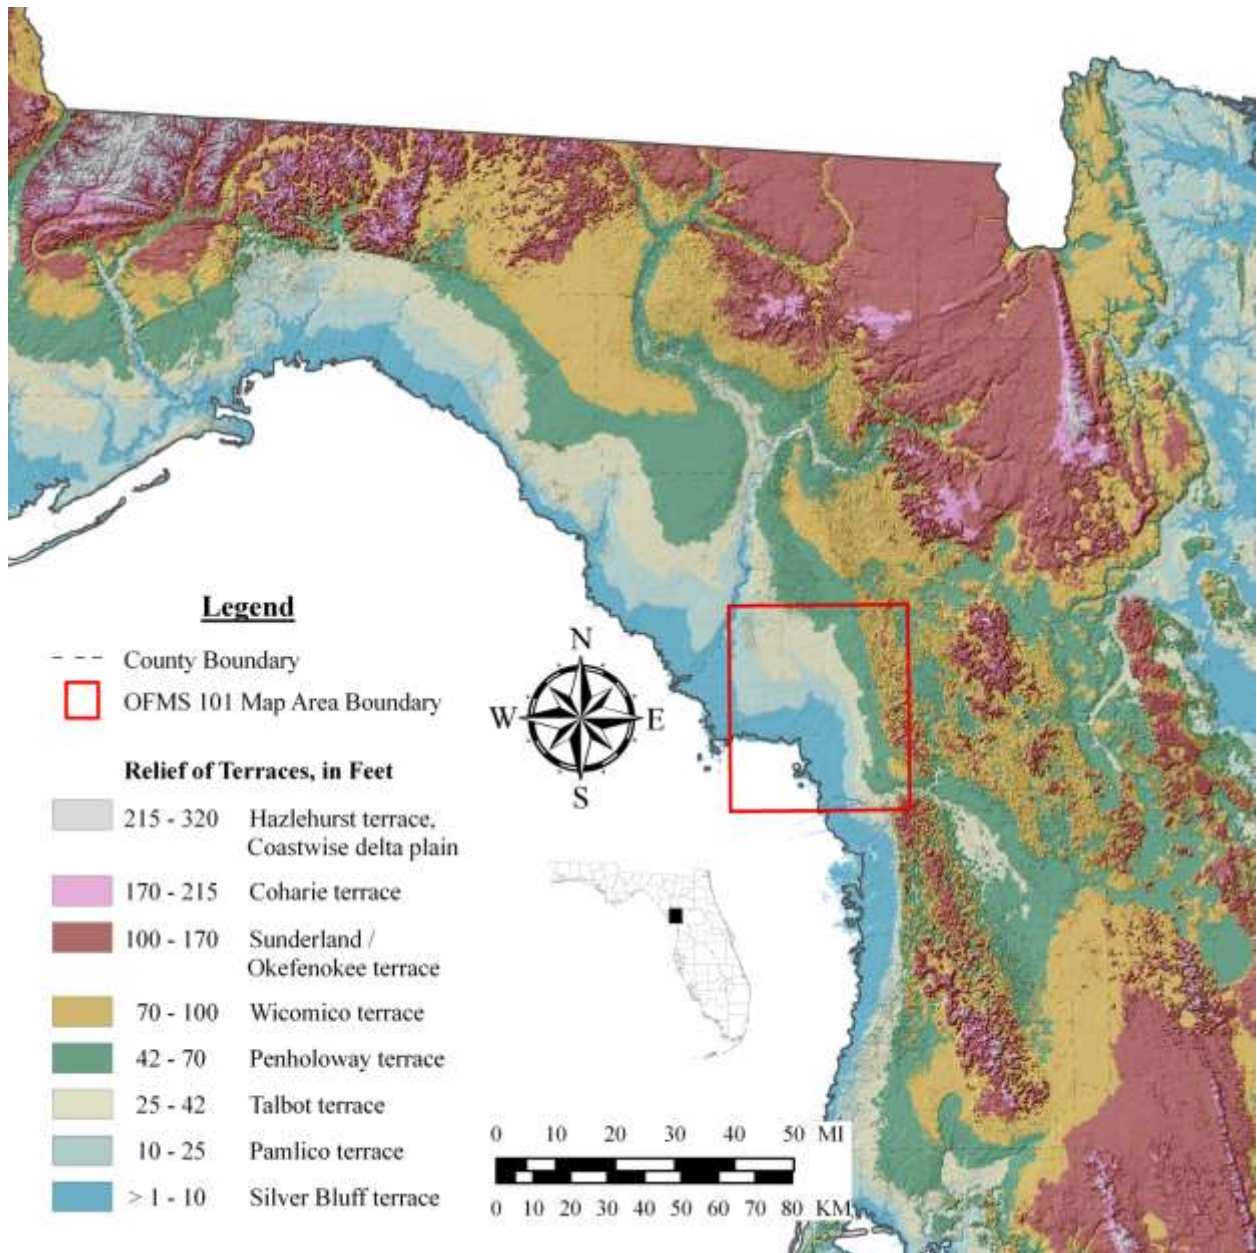 Legend
County Boundary
OFMS 101 Map Area Boundary
N
W E
S
Relief of Terraces, in Feet
215 - 320 Hazlehurst terrace,
Coastwise delta plain
170 - 215 Coharie terrace
100 - 170 Sunderland /
Okefenokee terrace
70 - 100 Wicomico terrace
42 - 70 Penholoway terrace
25 - 42 Talbot terrace
10 - 25 Pamlico terrace
> 1 - 10 Silver Bluff terrace
0 10 20 30 40 50 MI
0 10 20 30 40 50 60 70 80 KM